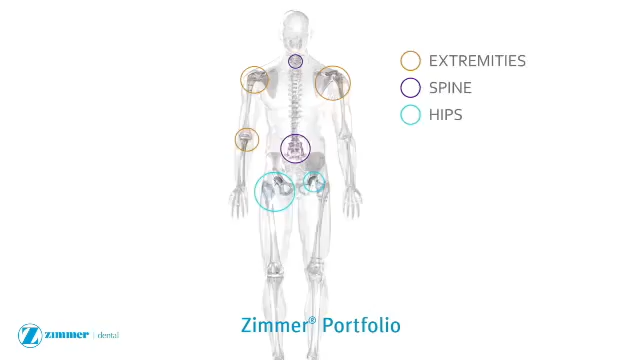 EXTREMITIES
SPINE
HIPS
Zimmer® Portfolio
Z zimmer | dental